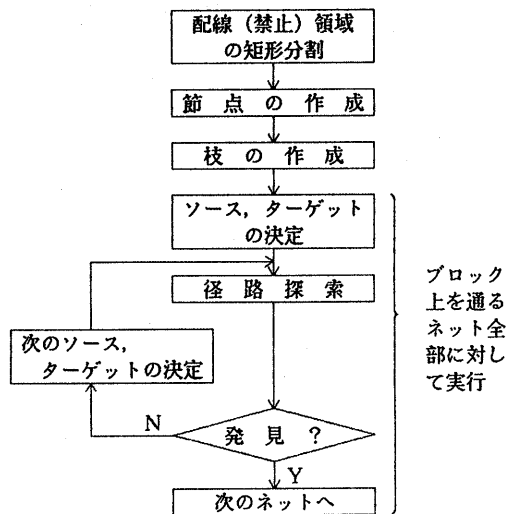 配線（禁止）領域
の矩形分割
節点の作成
枝の作成
ソース，ターゲット
の決定
径路探索
次のソース，
ターゲットの決定
N
発見？
Y
次のネットへ
ブロック
上を通る
ネット全
部に対し
て実行